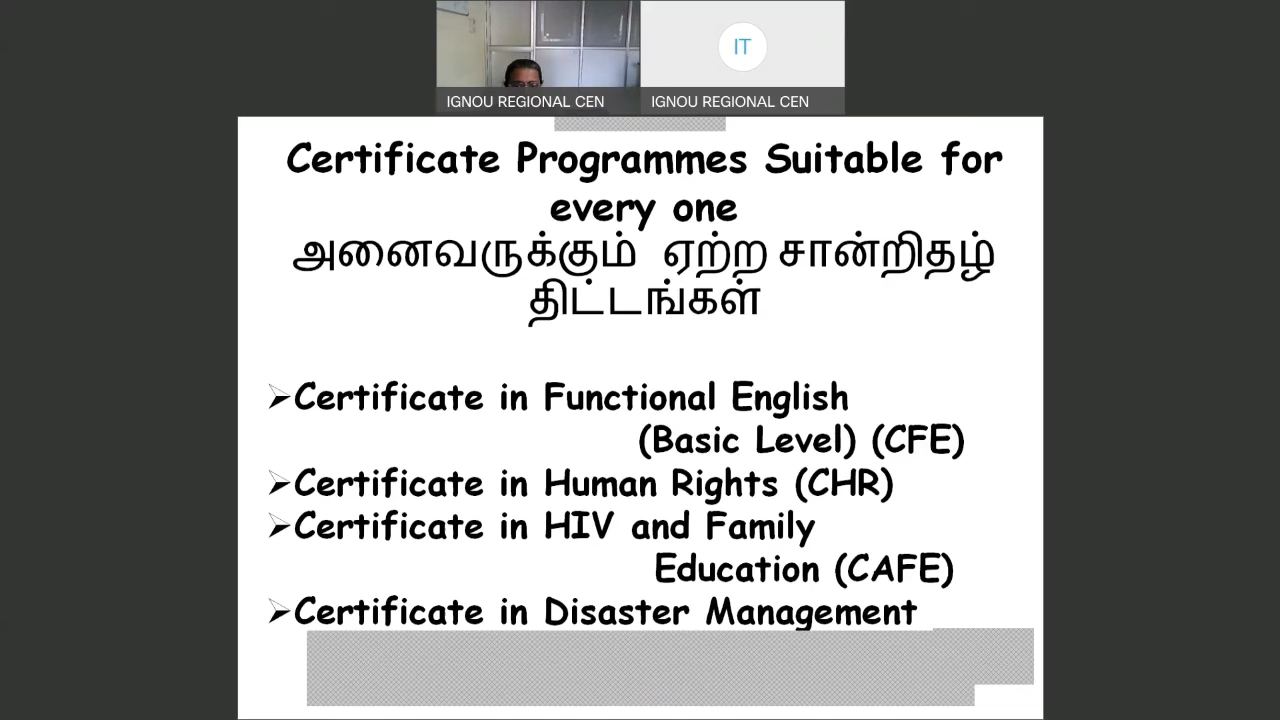 IT
IGNOU REGIONAL CEN
IGNOU REGIONAL CEN
Certificate Programmes Suitable for
every one
அனைவருக்கும் ஏற்ற சான்றிதழ்
திட்டங்கள்
➢Certificate in Functional English
(Basic Level) (CFE)
➢Certificate in Human Rights (CHR)
➢Certificate in HIV and Family
Education (CAFE)
➢Certificate in Disaster Management